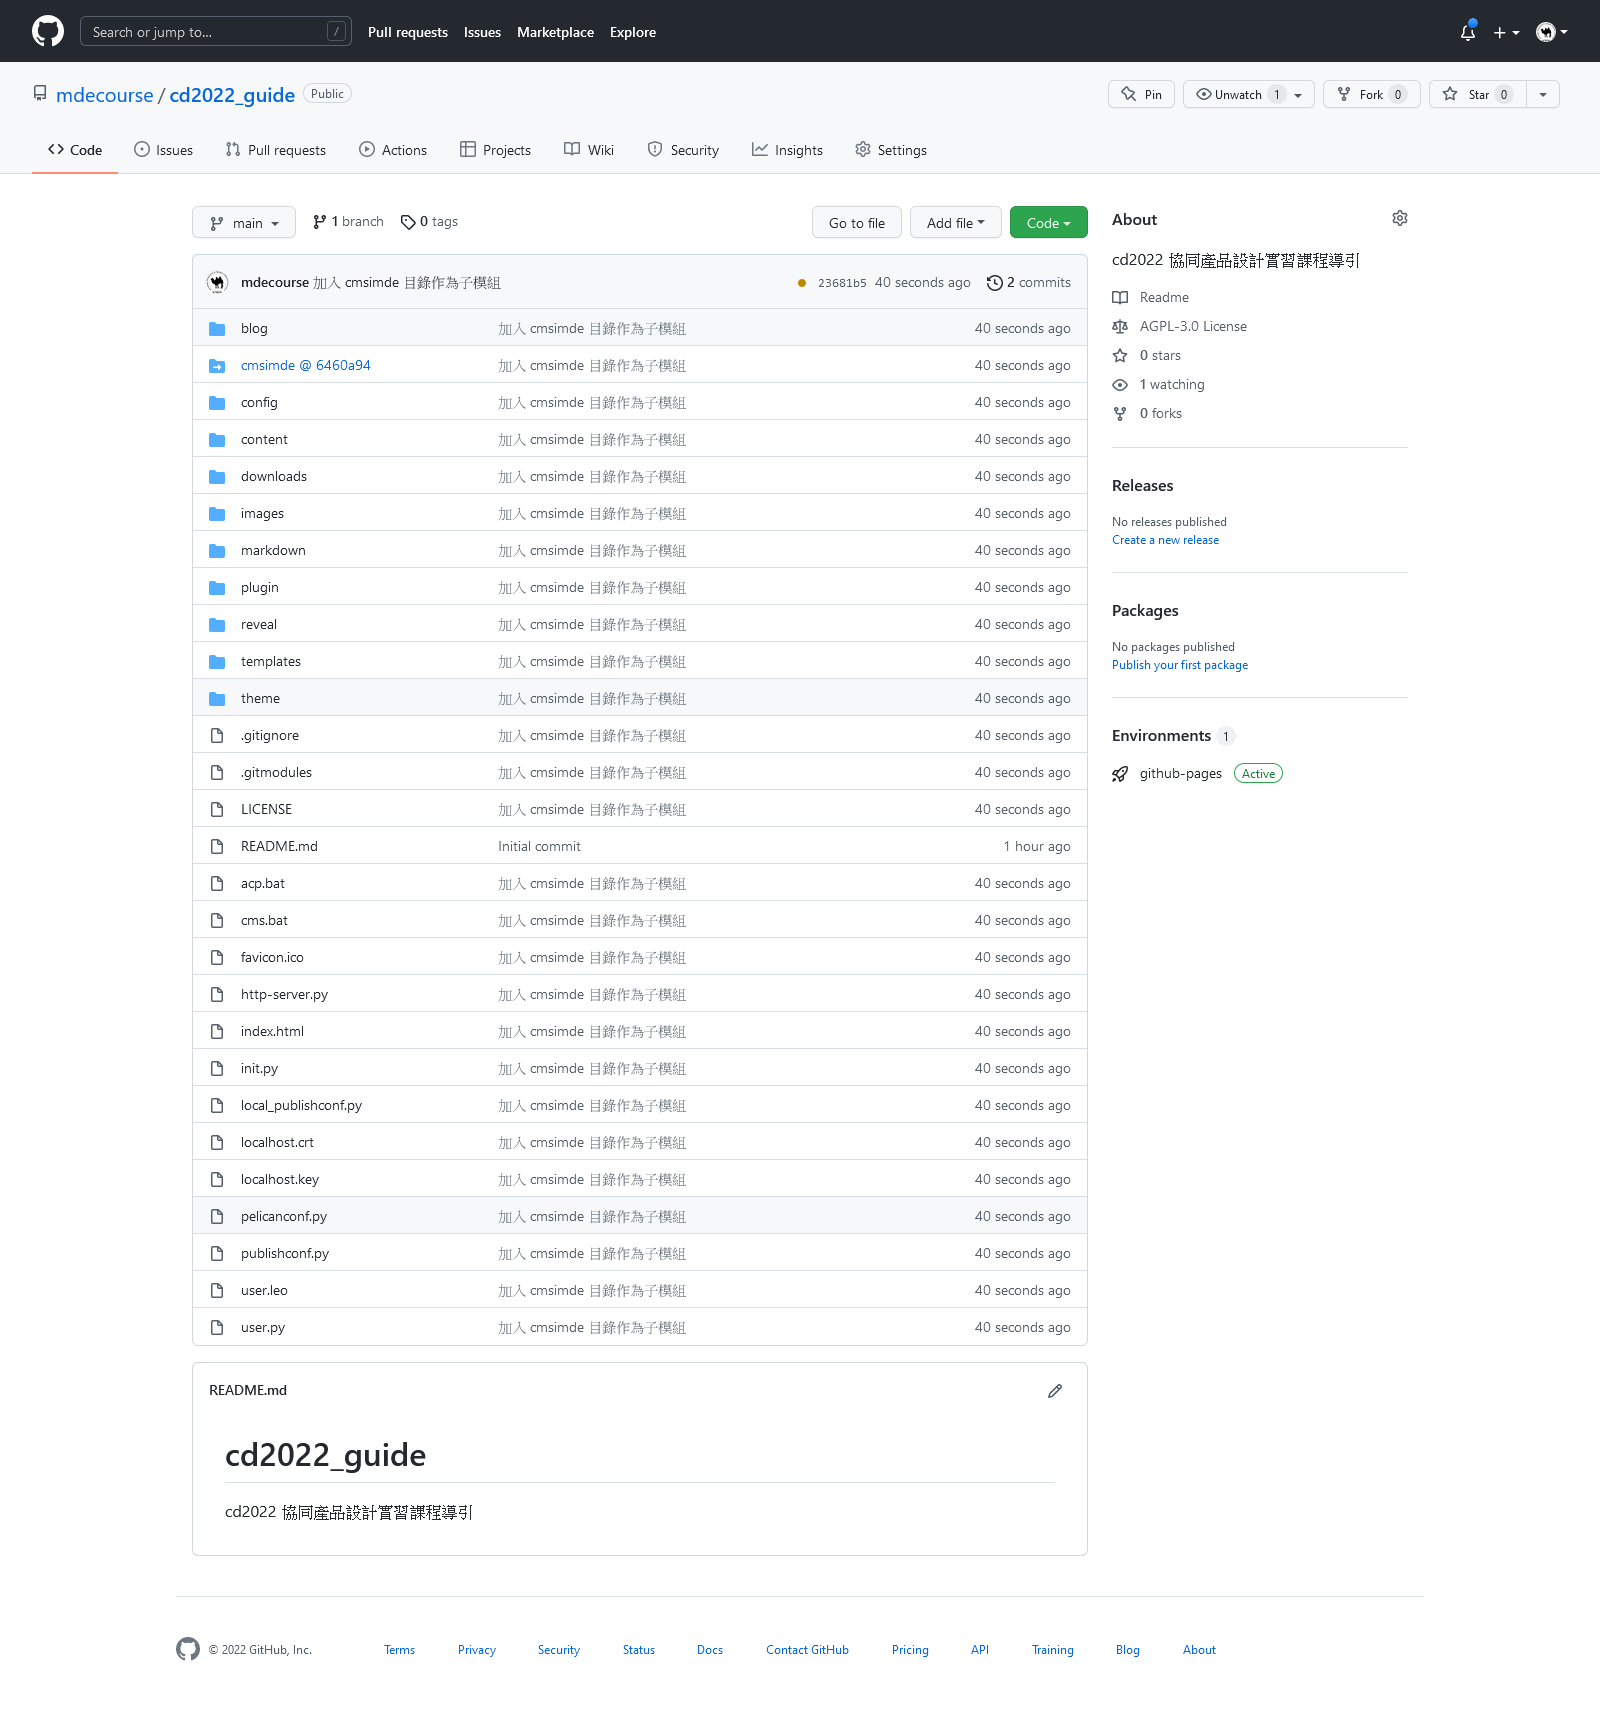 Search or jump to... /
Pull requests Issues Marketplace Explore
mdecourse / cd2022_guide Public
Pin Unwatch 1 Fork 0 Star 0
Code Issues Pull requests Actions Projects Wiki Security Insights Settings
main 1 branch 0 tags Go to file Add file Code
mdecourse 加入 cmsimde 目錄作為子模組 23681b5 40 seconds ago 2 commits
blog 加入 cmsimde 目錄作為子模組 40 seconds ago
cmsimde @ 6460a94 加入 cmsimde 目錄作為子模組 40 seconds ago
config 加入 cmsimde 目錄作為子模組 40 seconds ago
content 加入 cmsimde 目錄作為子模組 40 seconds ago
downloads 加入 cmsimde 目錄作為子模組 40 seconds ago
images 加入 cmsimde 目錄作為子模組 40 seconds ago
markdown 加入 cmsimde 目錄作為子模組 40 seconds ago
plugin 加入 cmsimde 目錄作為子模組 40 seconds ago
reveal 加入 cmsimde 目錄作為子模組 40 seconds ago
templates 加入 cmsimde 目錄作為子模組 40 seconds ago
theme 加入 cmsimde 目錄作為子模組 40 seconds ago
.gitignore 加入 cmsimde 目錄作為子模組 40 seconds ago
.gitmodules 加入 cmsimde 目錄作為子模組 40 seconds ago
LICENSE 加入 cmsimde 目錄作為子模組 40 seconds ago
README.md Initial commit 1 hour ago
acp.bat 加入 cmsimde 目錄作為子模組 40 seconds ago
cms.bat 加入 cmsimde 目錄作為子模組 40 seconds ago
favicon.ico 加入 cmsimde 目錄作為子模組 40 seconds ago
http-server.py 加入 cmsimde 目錄作為子模組 40 seconds ago
index.html 加入 cmsimde 目錄作為子模組 40 seconds ago
init.py 加入 cmsimde 目錄作為子模組 40 seconds ago
local_publishconf.py 加入 cmsimde 目錄作為子模組 40 seconds ago
localhost.crt 加入 cmsimde 目錄作為子模組 40 seconds ago
localhost.key 加入 cmsimde 目錄作為子模組 40 seconds ago
pelicanconf.py 加入 cmsimde 目錄作為子模組 40 seconds ago
publishconf.py 加入 cmsimde 目錄作為子模組 40 seconds ago
user.leo 加入 cmsimde 目錄作為子模組 40 seconds ago
user.py 加入 cmsimde 目錄作為子模組 40 seconds ago
README.md
cd2022_guide
cd2022 協同產品設計實習課程導引
About
cd2022 協同產品設計實習課程導引
Readme
AGPL-3.0 License
0 stars
1 watching
0 forks
Releases
No releases published
Create a new release
Packages
No packages published
Publish your first package
Environments 1
github-pages Active
© 2022 GitHub, Inc. Terms Privacy Security Status Docs Contact GitHub Pricing API Training Blog About